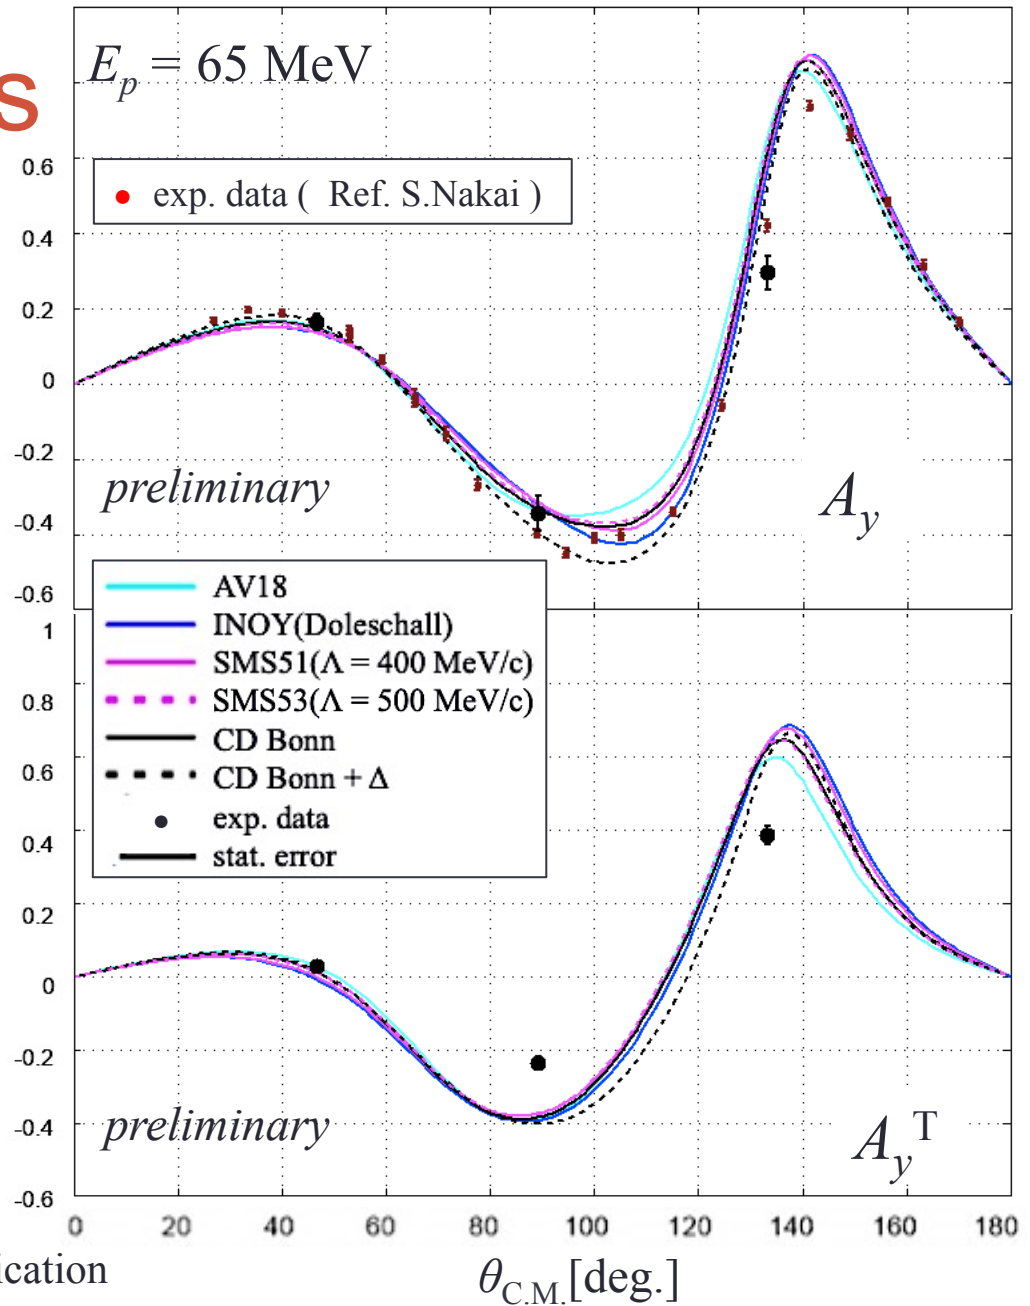 s
E_p = 65 MeV
exp. data ( Ref. S.Nakai )
0.6
0.4
0.2
0
-0.2
-0.4
-0.6
preliminary
A_y
AV18
INOY(Doleschall)
SMS51(Λ = 400 MeV/c)
SMS53(Λ = 500 MeV/c)
CD Bonn
CD Bonn + Δ
exp. data
stat. error
1
0.8
0.6
0.4
0.2
0
-0.2
-0.4
-0.6
preliminary
A_y^T
0 20 40 60 80 100 120 140 160 180
ication
θ_C.M.[deg.]